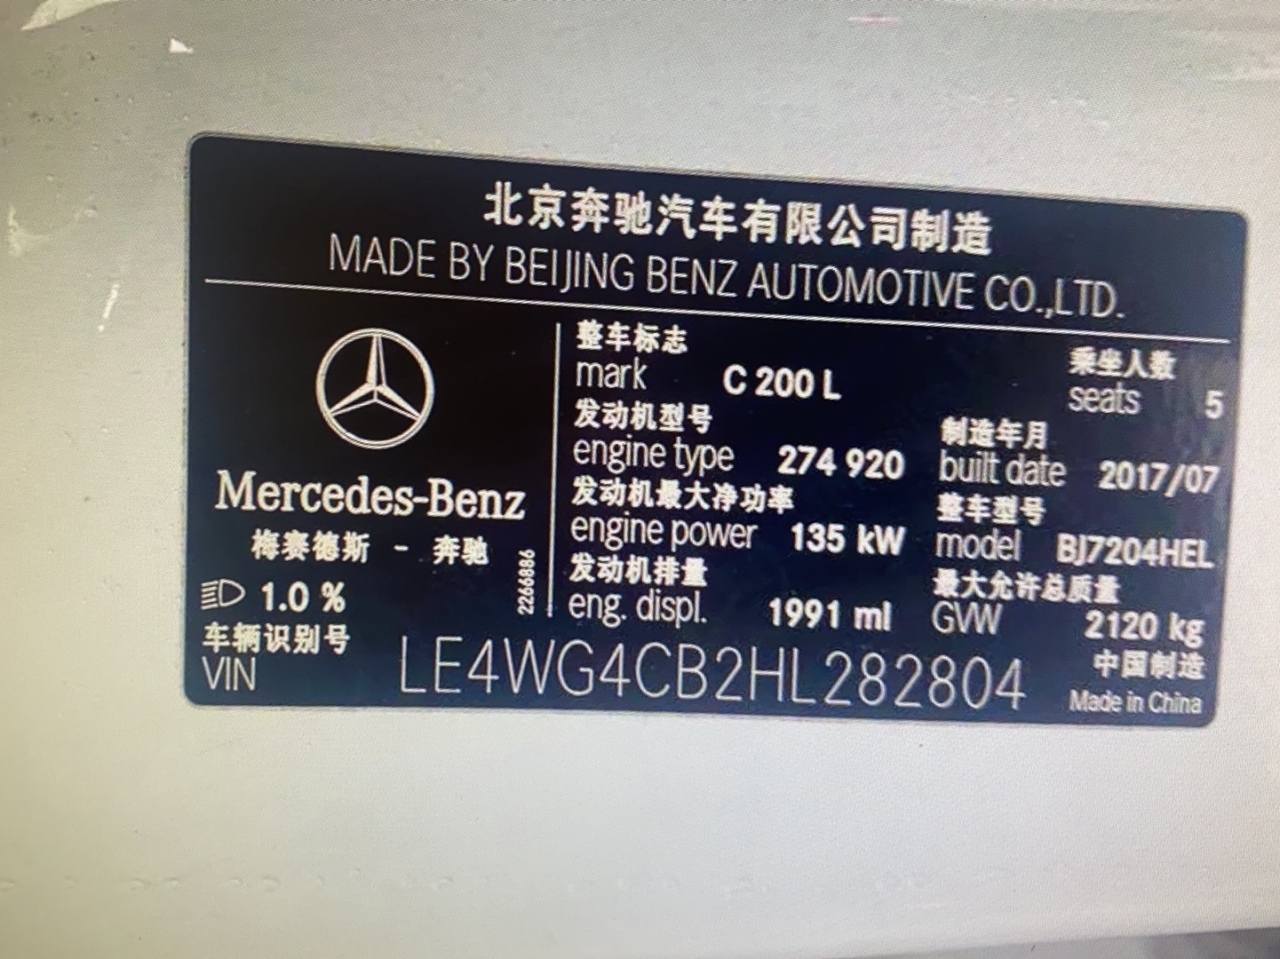 北京奔驰汽车有限公司制造
MADE BY BEIJING BENZ AUTOMOTIVE CO.,LTD.
Mercedes-Benz
梅赛德斯 - 奔驰
1.0 %
2266886
整车标志
mark C 200 L
乘坐人数
seats 5
发动机型号
engine type 274 920
制造年月
built date 2017/07
发动机最大净功率
engine power 135 kW
整车型号
model BJ7204HEL
发动机排量
eng. displ. 1991 ml
最大允许总质量
GVW 2120 kg
车辆识别号
VIN LE4WG4CB2HL282804
中国制造
Made in China